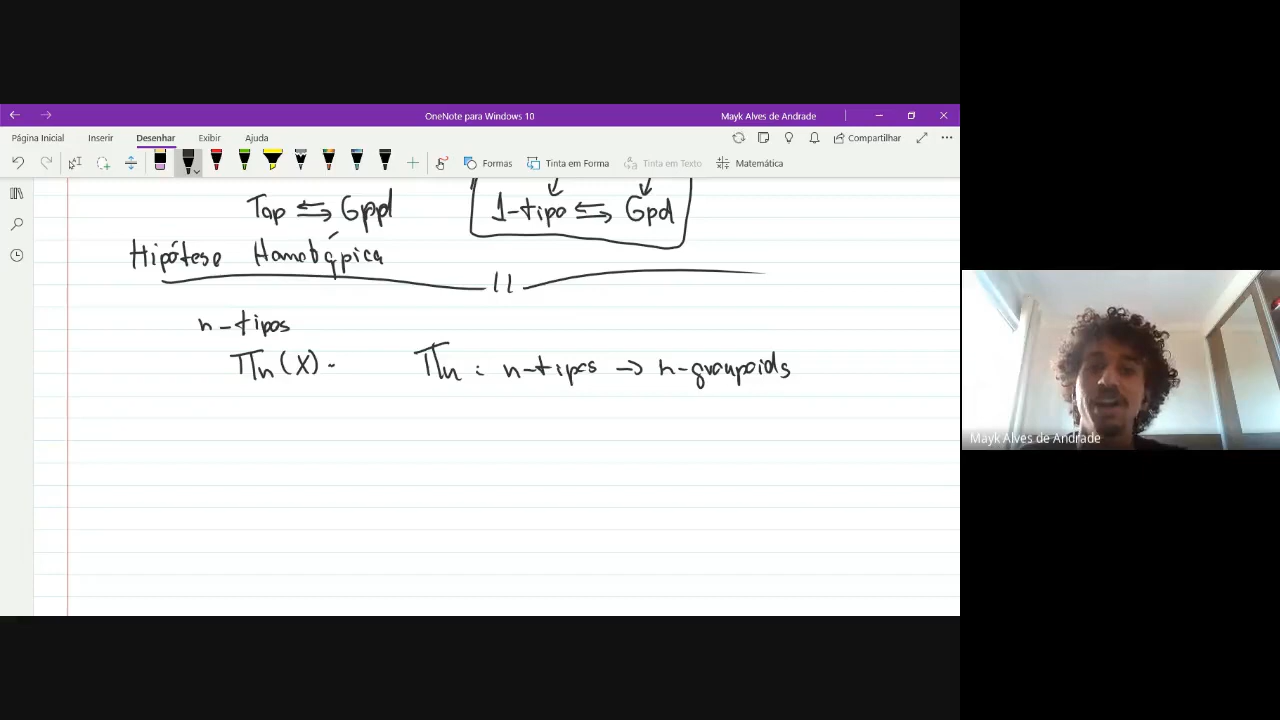 OneNote para Windows 10
Mayk Alves de Andrade
Página Inicial Inserir Desenhar Exibir Ajuda
Compartilhar
Formas Tinta em Forma Tinta em Texto Matemática
Top ⇆ Gpd 1-tipo ⇆ Gpd
Hipótese Homotópica
n-tipos
Πn(X) - Πn : n-tipos → n-groupoids
Mayk Alves de Andrade